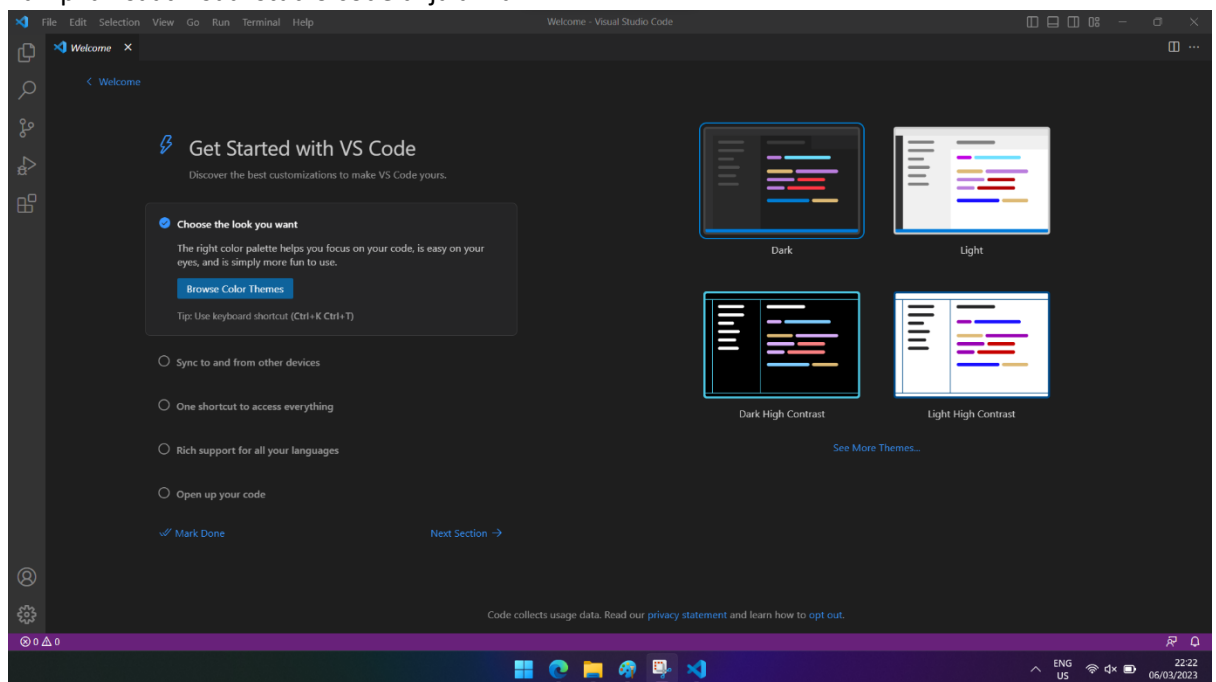 File Edit Selection View Go Run Terminal Help
Welcome - Visual Studio Code
Welcome
Welcome
Get Started with VS Code
Discover the best customizations to make VS Code yours.
Choose the look you want
The right color palette helps you focus on your code, is easy on your
eyes, and is simply more fun to use.
Browse Color Themes
Tip: Use keyboard shortcut (Ctrl+K Ctrl+T)
Sync to and from other devices
One shortcut to access everything
Rich support for all your languages
Open up your code
Mark Done
Next Section
Dark
Light
Dark High Contrast
Light High Contrast
See More Themes...
Code collects usage data. Read our privacy statement and learn how to opt out.
0 0
ENG
US
22:22
06/03/2023